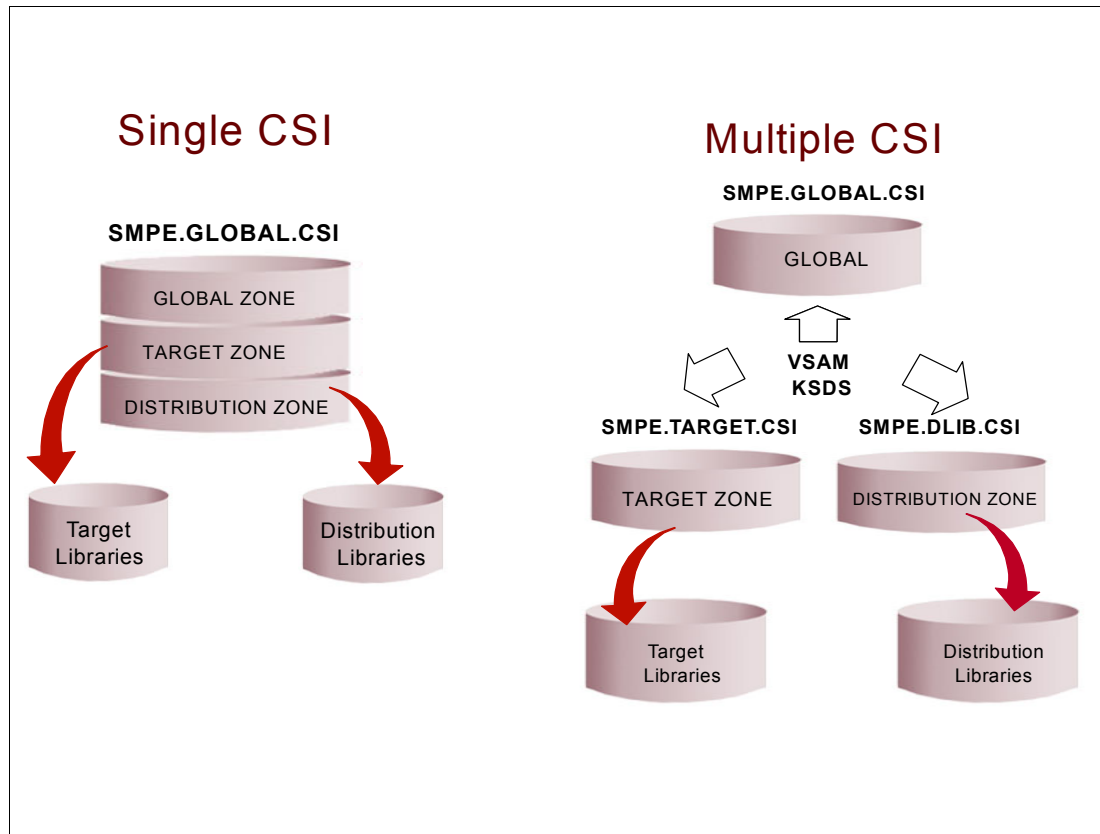 Single CSI
SMPE.GLOBAL.CSI
GLOBAL ZONE
TARGET ZONE
DISTRIBUTION ZONE
Target
Libraries
Distribution
Libraries
Multiple CSI
SMPE.GLOBAL.CSI
GLOBAL
VSAM
KSDS
SMPE.TARGET.CSI
SMPE.DLIB.CSI
TARGET ZONE
DISTRIBUTION ZONE
Target
Libraries
Distribution
Libraries